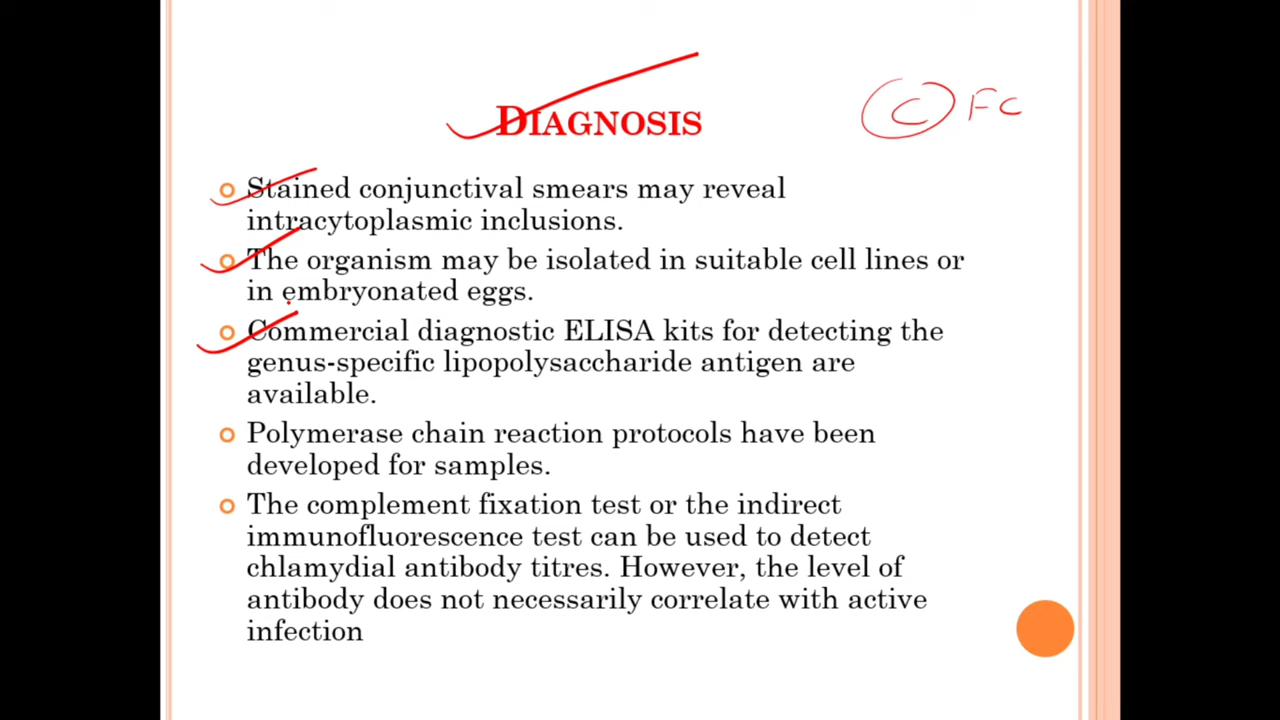 DIAGNOSIS
C FC
Stained conjunctival smears may reveal
intracytoplasmic inclusions.
The organism may be isolated in suitable cell lines or
in embryonated eggs.
Commercial diagnostic ELISA kits for detecting the
genus-specific lipopolysaccharide antigen are
available.
Polymerase chain reaction protocols have been
developed for samples.
The complement fixation test or the indirect
immunofluorescence test can be used to detect
chlamydial antibody titres. However, the level of
antibody does not necessarily correlate with active
infection